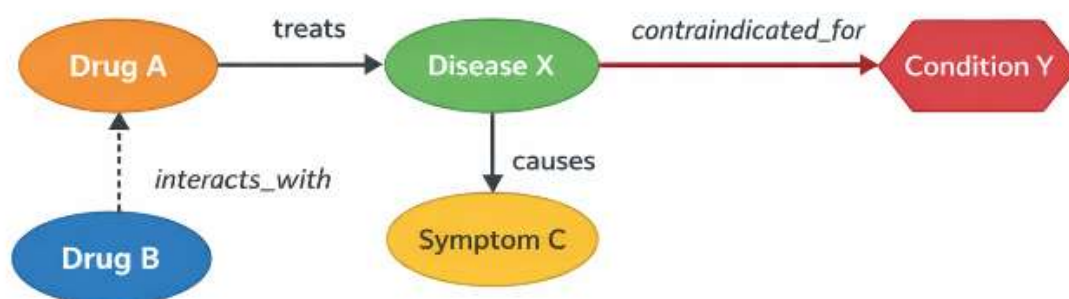 treats
contraindicated_for
Drug A
Disease X
Condition Y
interacts_with
causes
Drug B
Symptom C